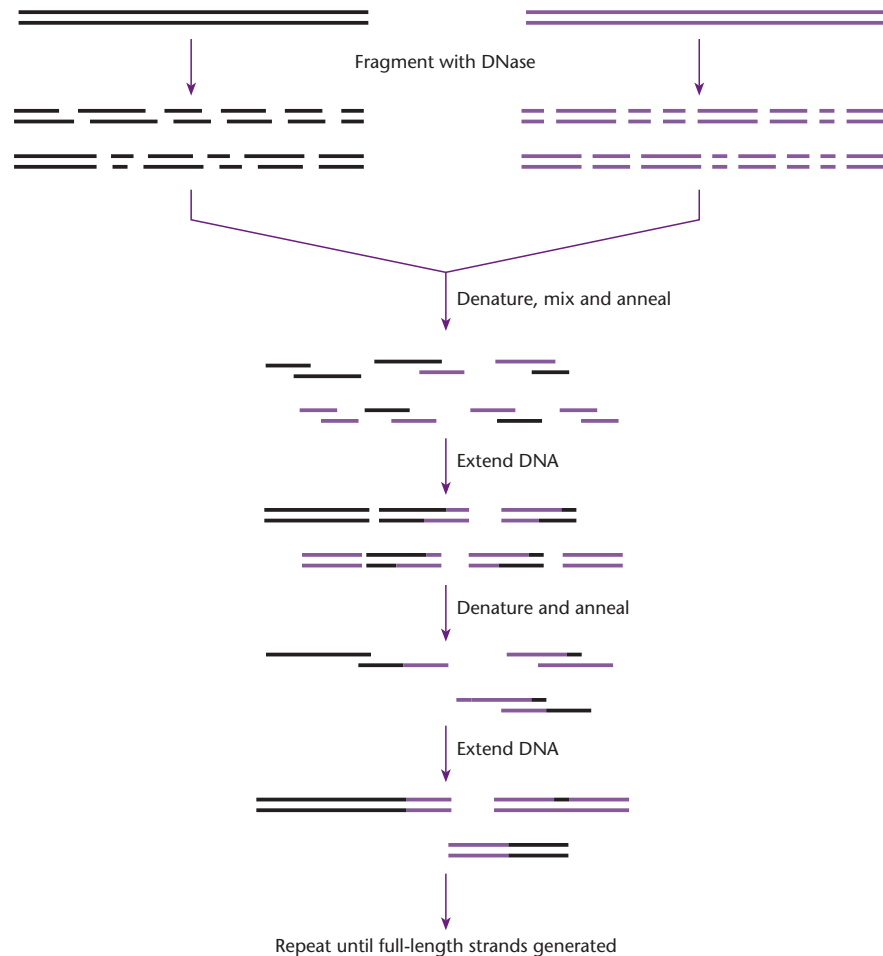 Fragment with DNase
Denature, mix and anneal
Extend DNA
Denature and anneal
Extend DNA
Repeat until full-length strands generated